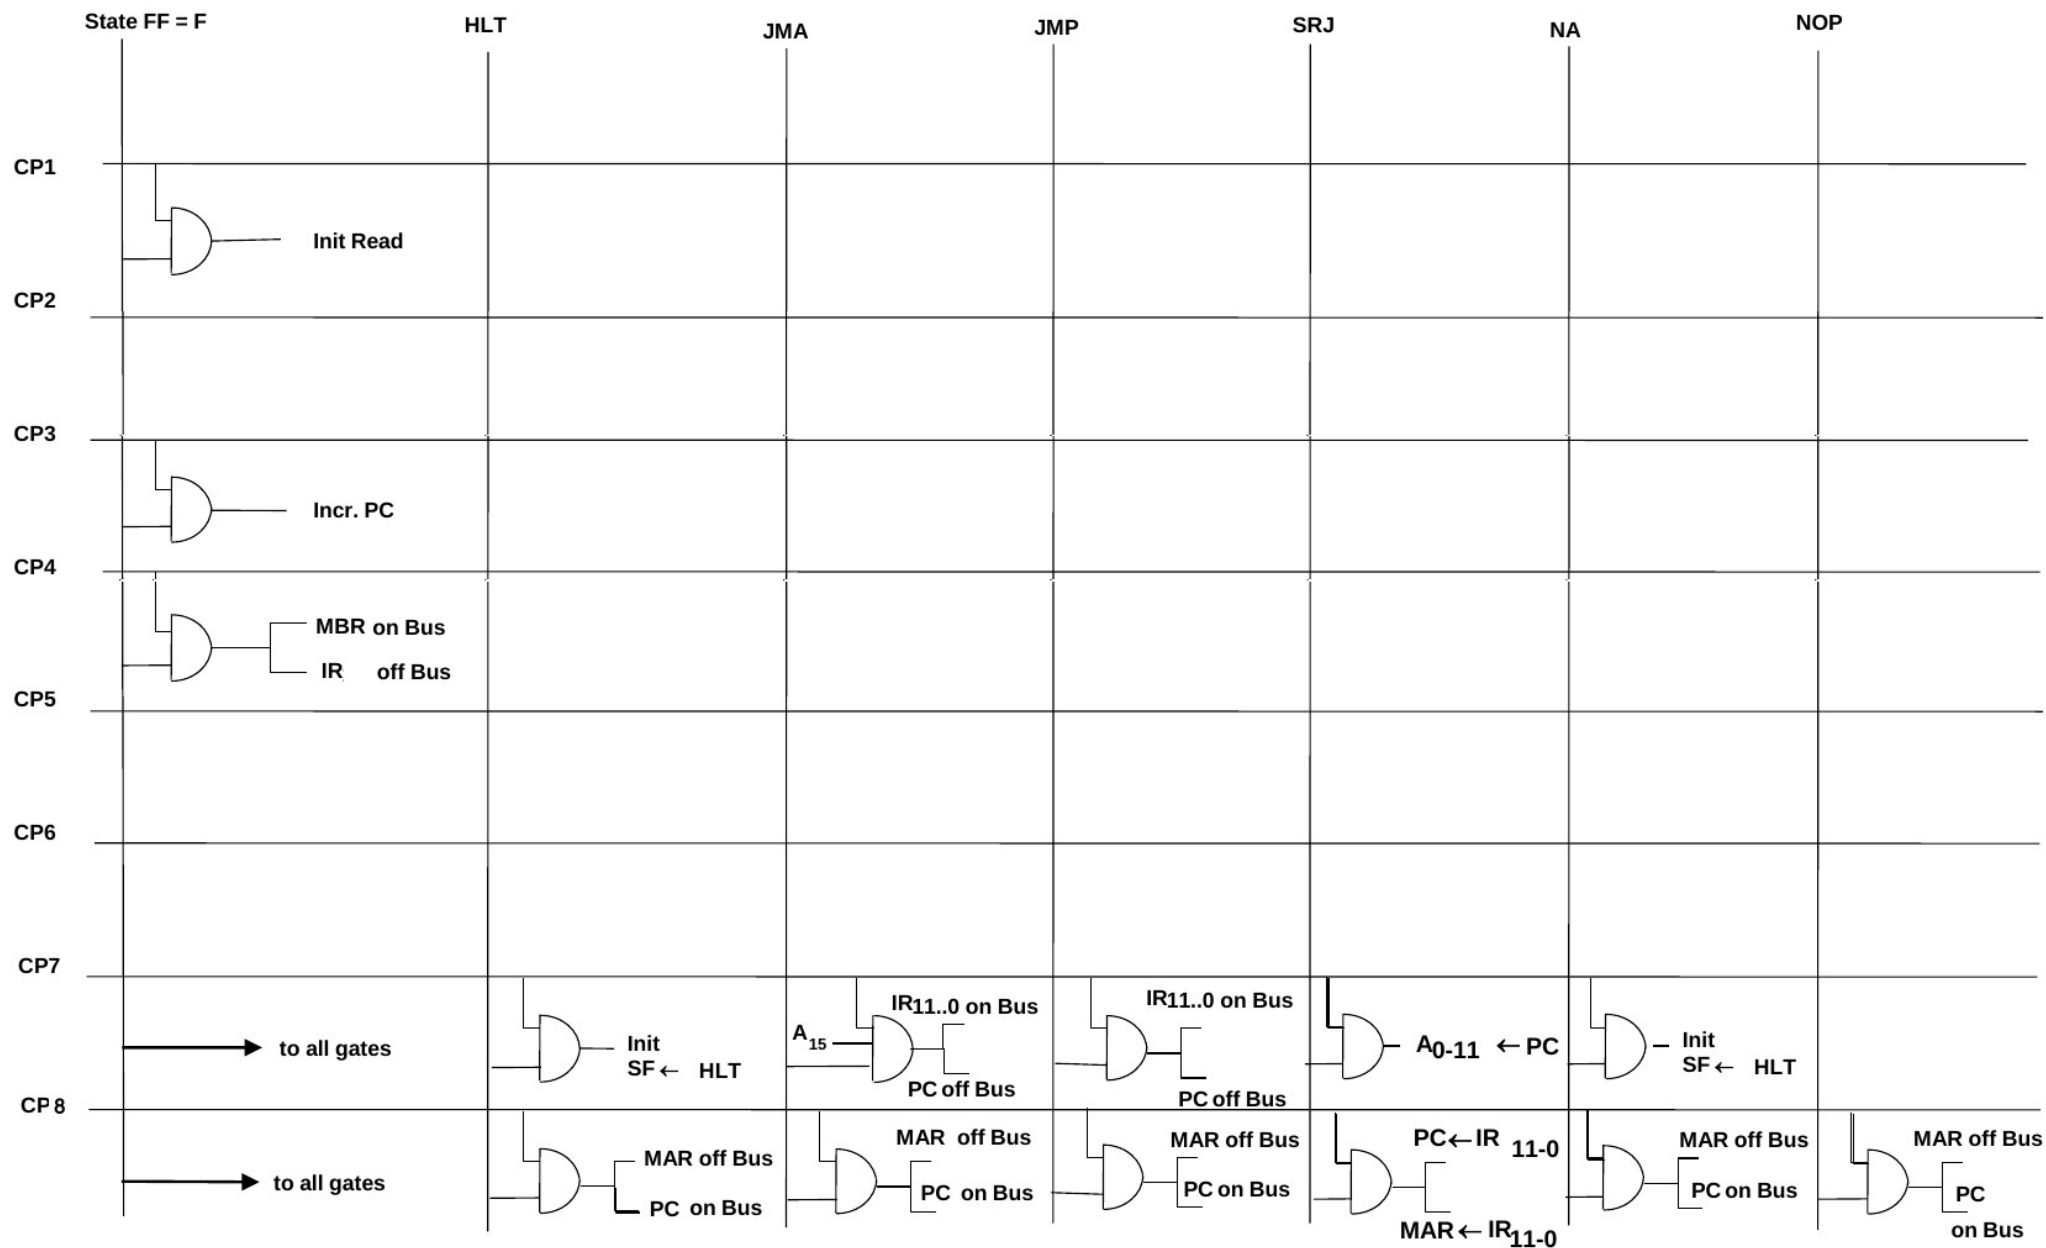 State FF = F
HLT
JMA
JMP
SRJ
NA
NOP
CP1
Init Read
CP2
CP3
Incr. PC
CP4
MBR on Bus
IR off Bus
CP5
CP6
CP7
to all gates
Init
SF← HLT
A15
IR11..0 on Bus
PC off Bus
IR11..0 on Bus
PC off Bus
A0-11 ← PC
Init
SF← HLT
CP8
to all gates
MAR off Bus
PC on Bus
MAR off Bus
PC on Bus
MAR off Bus
PC on Bus
PC←IR 11-0
MAR←IR11-0
MAR off Bus
PC on Bus
MAR off Bus
PC
on Bus